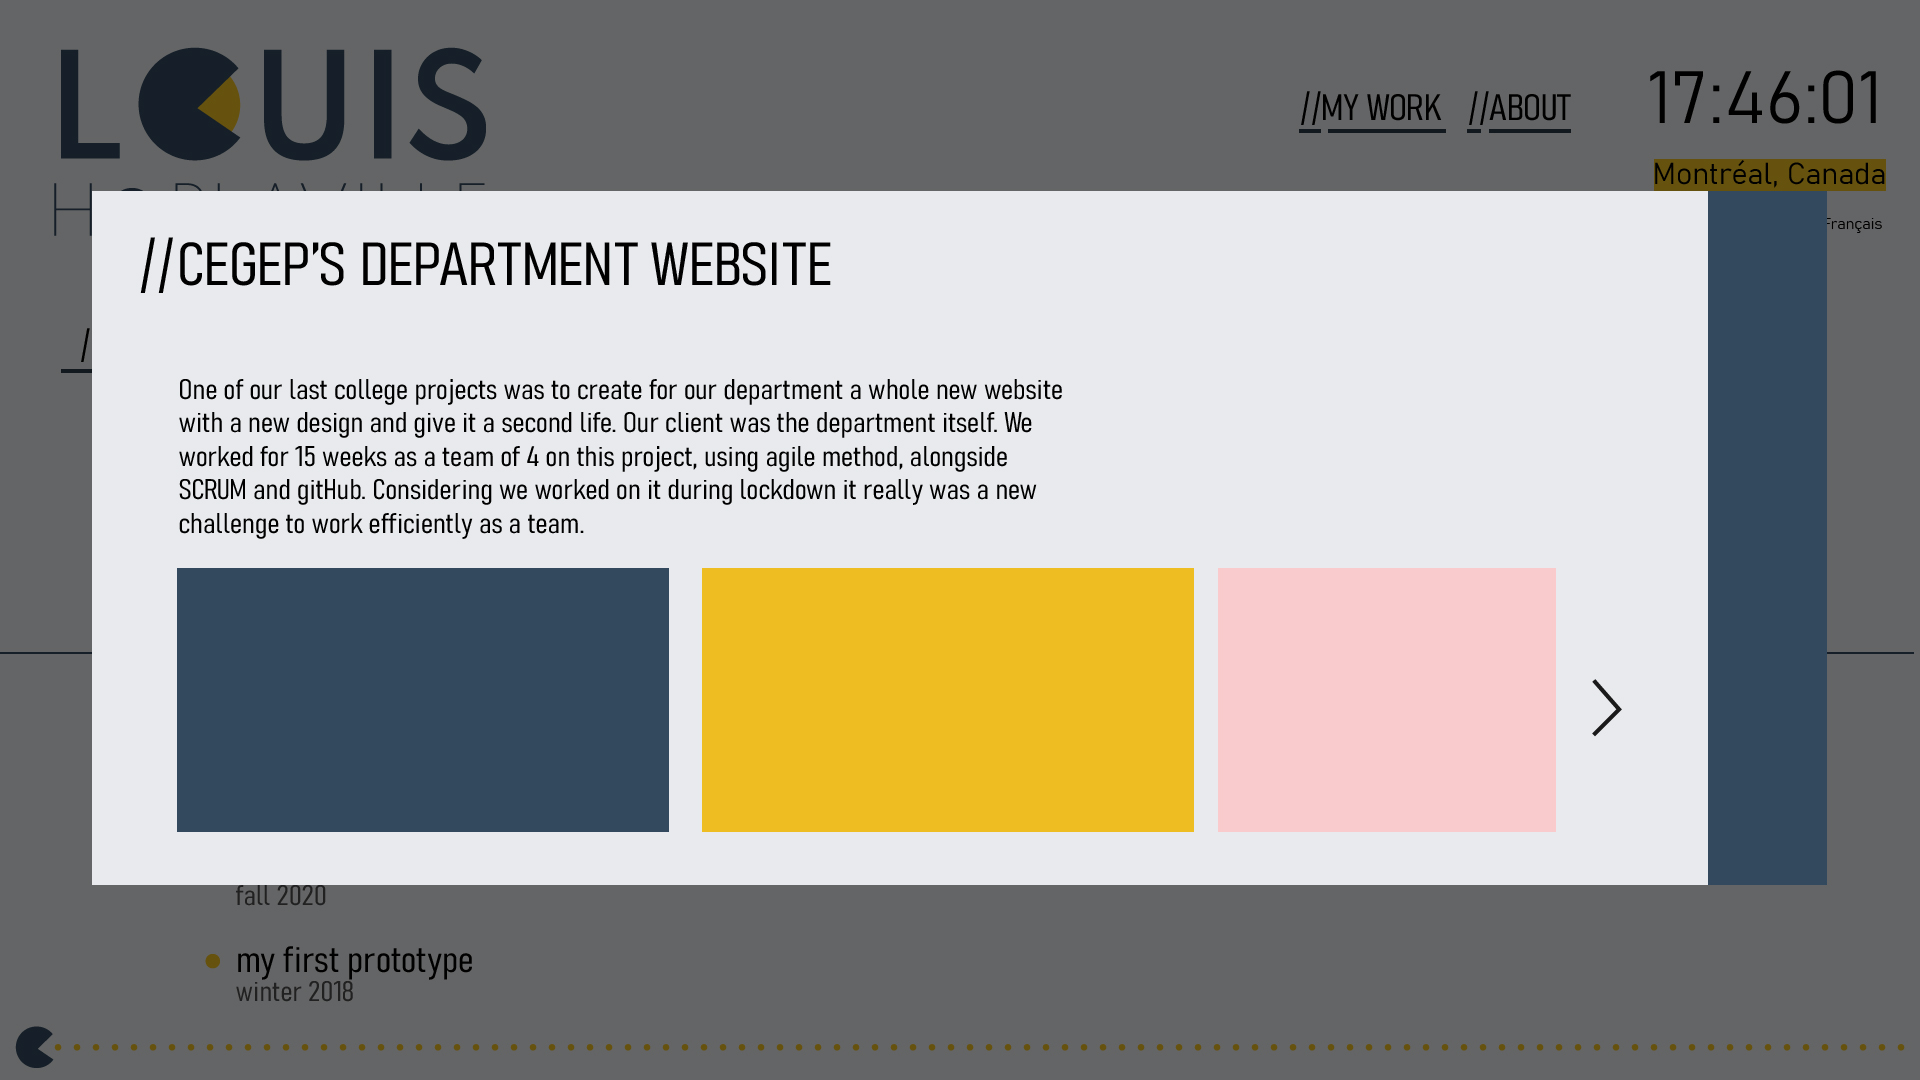 LOUIS
//MY WORK //ABOUT
17:46:01
Montréal, Canada
Français
//CEGEP’S DEPARTMENT WEBSITE
One of our last college projects was to create for our department a whole new website
with a new design and give it a second life. Our client was the department itself. We
worked for 15 weeks as a team of 4 on this project, using agile method, alongside
SCRUM and gitHub. Considering we worked on it during lockdown it really was a new
challenge to work efficiently as a team.
fall 2020
my first prototype
winter 2018